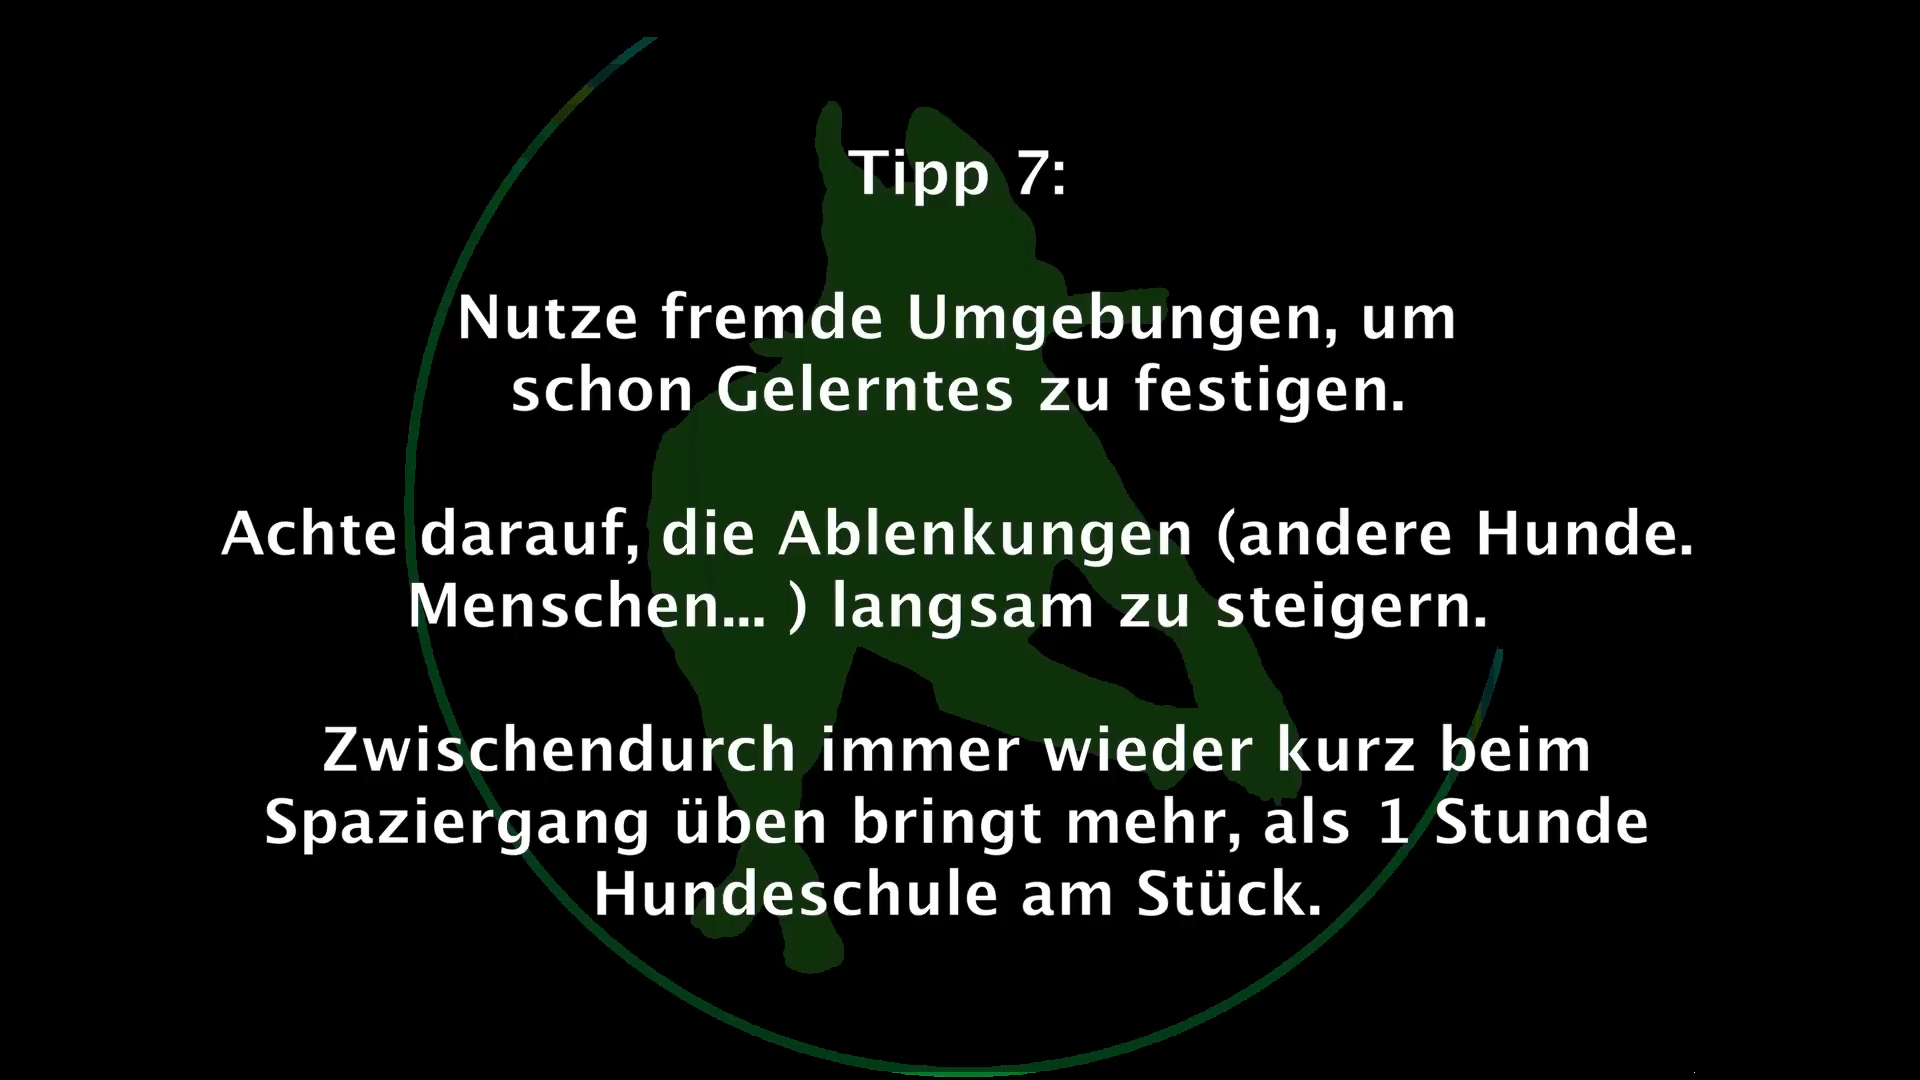 Tipp 7:
Nutze fremde Umgebungen, um
schon Gelerntes zu festigen.
Achte darauf, die Ablenkungen (andere Hunde.
Menschen... ) langsam zu steigern.
Zwischendurch immer wieder kurz beim
Spaziergang üben bringt mehr, als 1 Stunde
Hundeschule am Stück.